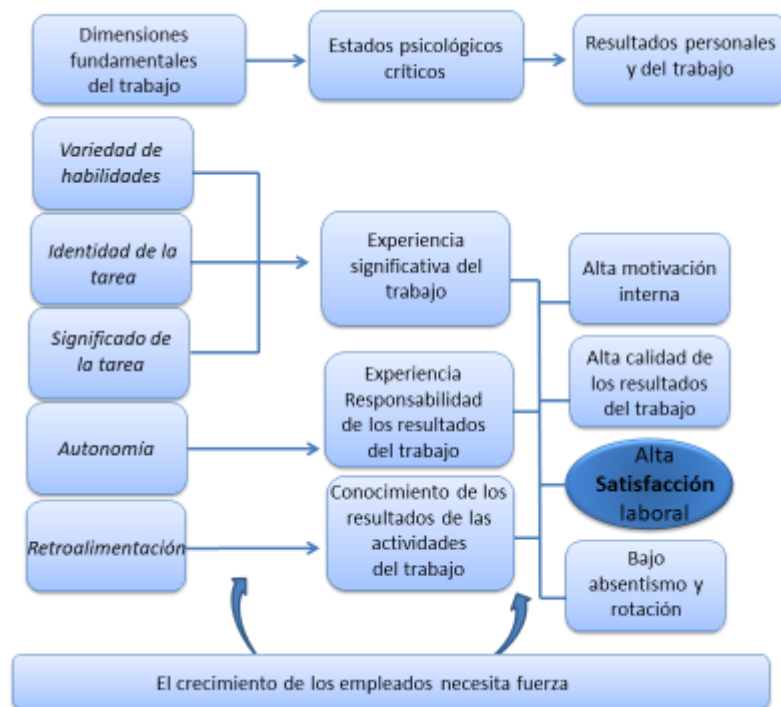 Dimensiones
fundamentales
del trabajo
Estados psicológicos
críticos
Resultados personales
y del trabajo
Variedad de
habilidades
Identidad de la
tarea
Significado de
la tarea
Autonomía
Retroalimentación
Experiencia
significativa del
trabajo
Experiencia
Responsabilidad
de los resultados
del trabajo
Conocimiento de los
resultados de las
actividades
del trabajo
Alta motivación
interna
Alta calidad de
los resultados
del trabajo
Alta
Satisfacción
laboral
Bajo
absentismo y
rotación
El crecimiento de los empleados necesita fuerza